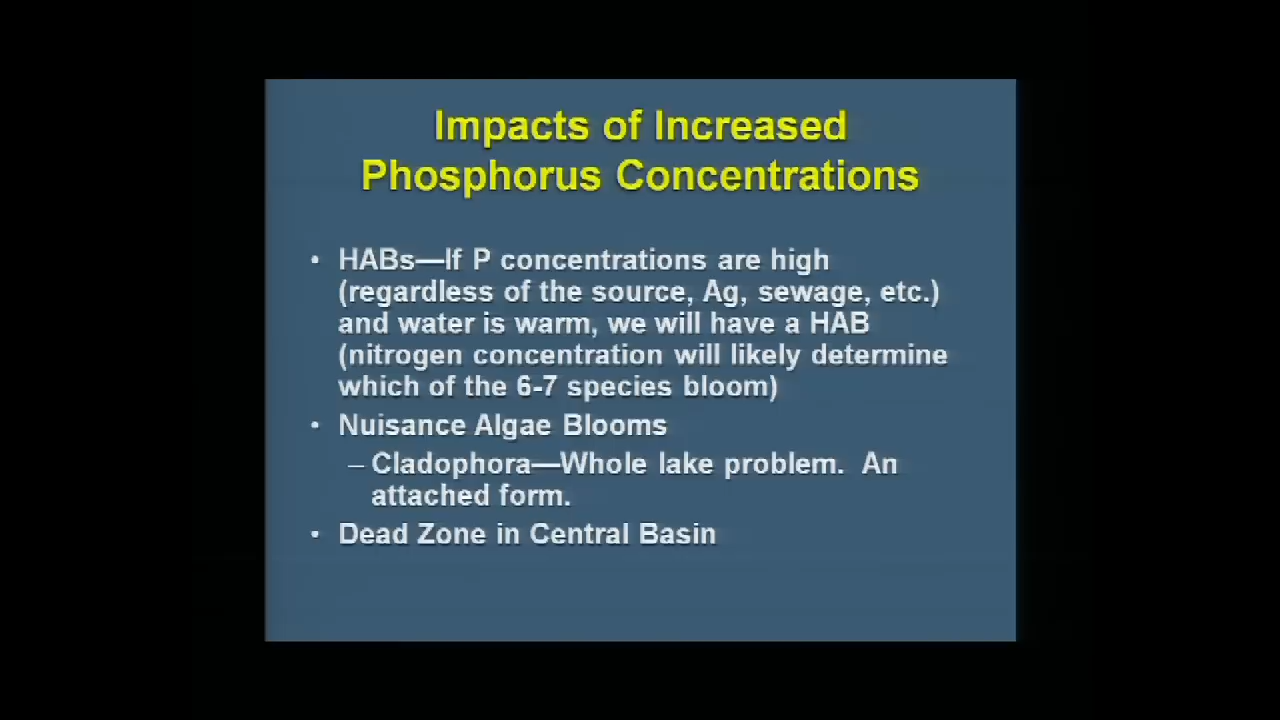 Impacts of Increased
Phosphorus Concentrations
• HABs—If P concentrations are high
(regardless of the source, Ag, sewage, etc.)
and water is warm, we will have a HAB
(nitrogen concentration will likely determine
which of the 6-7 species bloom)
• Nuisance Algae Blooms
– Cladophora—Whole lake problem. An
attached form.
• Dead Zone in Central Basin